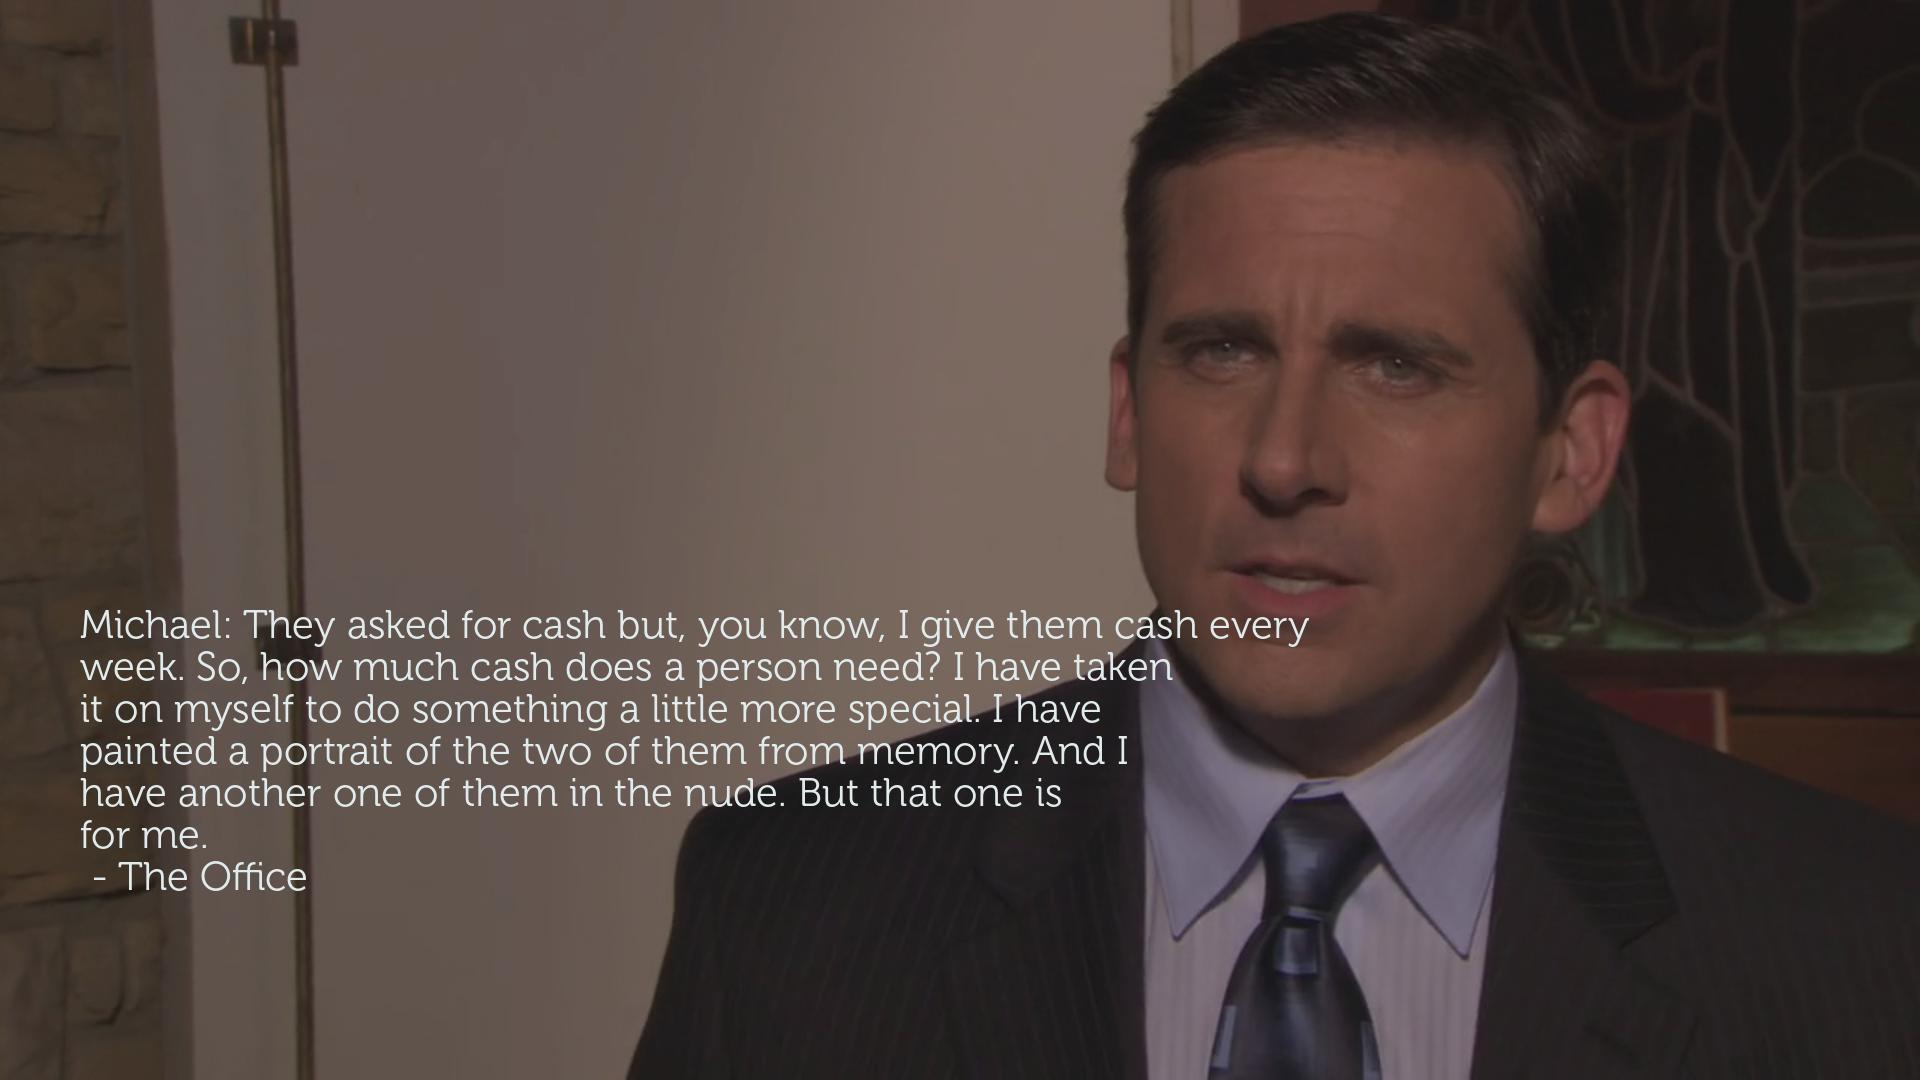 Michael: They asked for cash but, you know, I give them cash every
week. So, how much cash does a person need? I have taken
it on myself to do something a little more special. I have
painted a portrait of the two of them from memory. And I
have another one of them in the nude. But that one is
for me.
- The Office